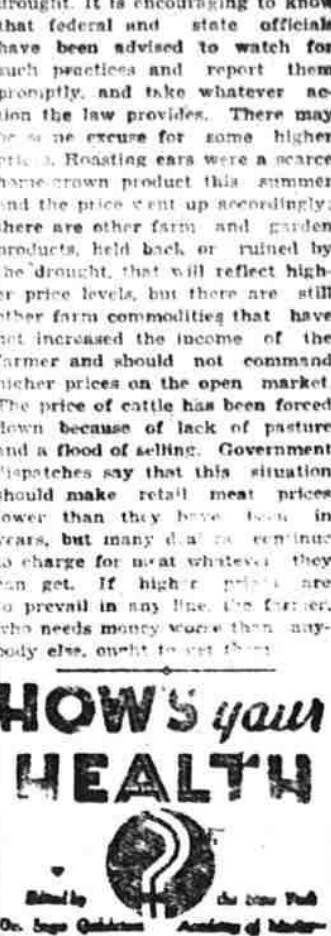 drought. It is encouraging to know
that federal and state officials
have been advised to watch for
such practices and report them
promptly, and take whatever ac-
tion the law provides. There may
be some excuse for some higher
prices. Roasting ears were a scarce
home-grown product this summer
and the price went up accordingly;
there are other farm and garden
products, held back or ruined by
the drought, that will reflect high-
er price levels, but there are still
other farm commodities that have
not increased the income of the
farmer and should not command
higher prices on the open market
The price of cattle has been forced
down because of lack of pasture
and a flood of selling. Government
dispatches say that this situation
should make retail meat prices
lower than they have been in
years, but many continue
to charge for meat whatever they
can get. If higher prices are
to prevail in any line, the farmer,
who needs money worse than any-
body else, ought to get them
HOW'S your
HEALTH
Edited by the New York
Dr. Academy of